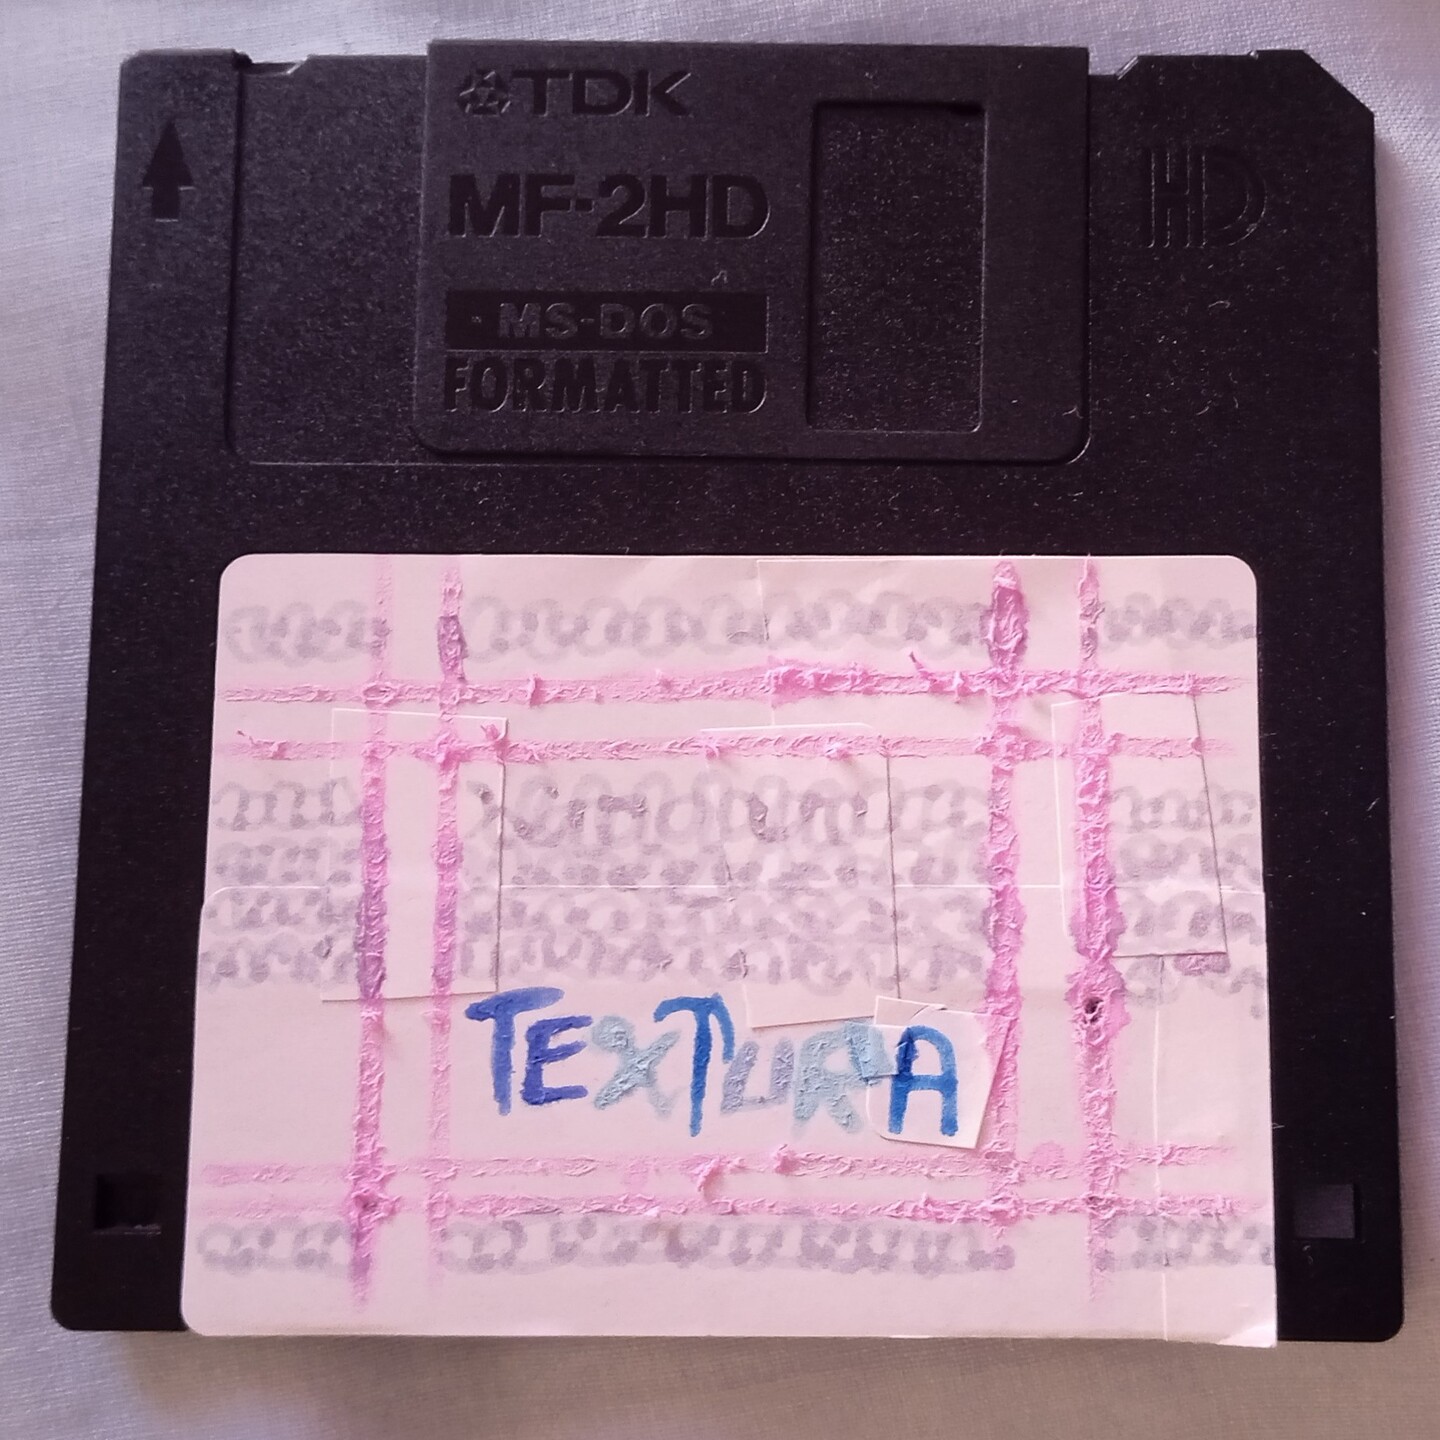 TDK
HD
MF-2HD
MS-DOS
FORMATTED
TEXTURA